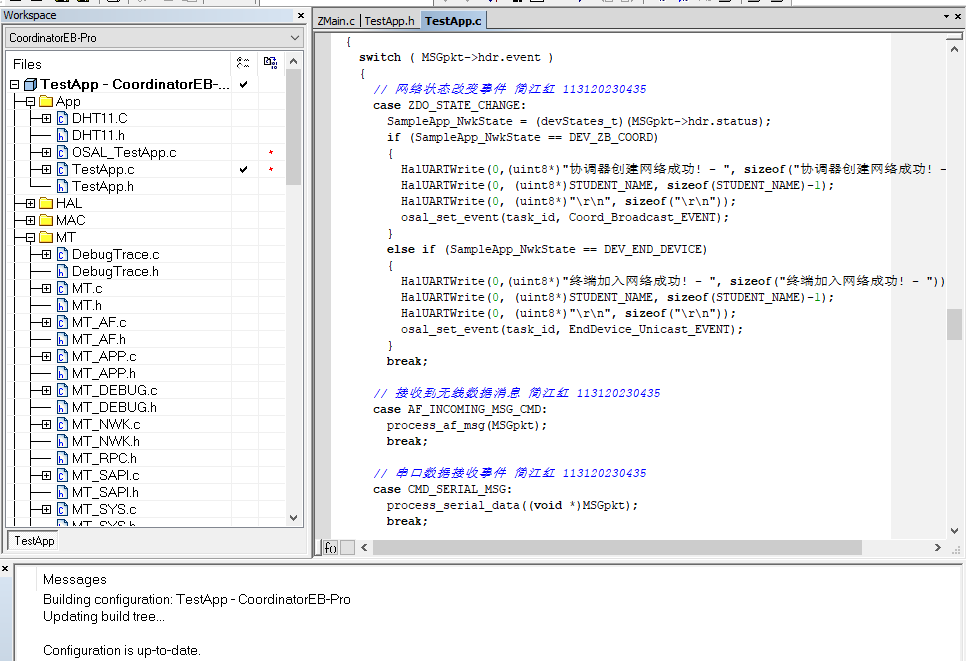 Workspace
CoordinatorEB-Pro
Files
TestApp - CoordinatorEB-...
App
DHT11.C
DHT11.h
OSAL_TestApp.c
TestApp.c
TestApp.h
HAL
MAC
MT
DebugTrace.c
DebugTrace.h
MT.c
MT.h
MT_AF.c
MT_AF.h
MT_APP.c
MT_APP.h
MT_DEBUG.c
MT_DEBUG.h
MT_NWK.c
MT_NWK.h
MT_RPC.h
MT_SAPI.c
MT_SAPI.h
MT_SYS.c
MT_SYS.h
TestApp
ZMain.c | TestApp.h TestApp.c
{
switch ( MSGpkt->hdr.event )
{
// 网络状态改变事件 简江红 113120230435
case ZDO_STATE_CHANGE:
SampleApp_NwkState = (devStates_t)(MSGpkt->hdr.status);
if (SampleApp_NwkState == DEV_ZB_COORD)
{
HalUARTWrite(0,(uint8*)"协调器创建网络成功! - ", sizeof("协调器创建网络成功! -
HalUARTWrite(0, (uint8*)STUDENT_NAME, sizeof(STUDENT_NAME)-1);
HalUARTWrite(0, (uint8*)"\r\n", sizeof("\r\n"));
osal_set_event(task_id, Coord_Broadcast_EVENT);
}
else if (SampleApp_NwkState == DEV_END_DEVICE)
{
HalUARTWrite(0,(uint8*)"终端加入网络成功! - ", sizeof("终端加入网络成功! - "))
HalUARTWrite(0, (uint8*)STUDENT_NAME, sizeof(STUDENT_NAME)-1);
HalUARTWrite(0, (uint8*)"\r\n", sizeof("\r\n"));
osal_set_event(task_id, EndDevice_Unicast_EVENT);
}
break;
// 接收到无线数据消息 简江红 113120230435
case AF_INCOMING_MSG_CMD:
process_af_msg(MSGpkt);
break;
// 串口数据接收事件 简江红 113120230435
case CMD_SERIAL_MSG:
process_serial_data((void *)MSGpkt);
break;
f()
Messages
Building configuration: TestApp - CoordinatorEB-Pro
Updating build tree...
Configuration is up-to-date.